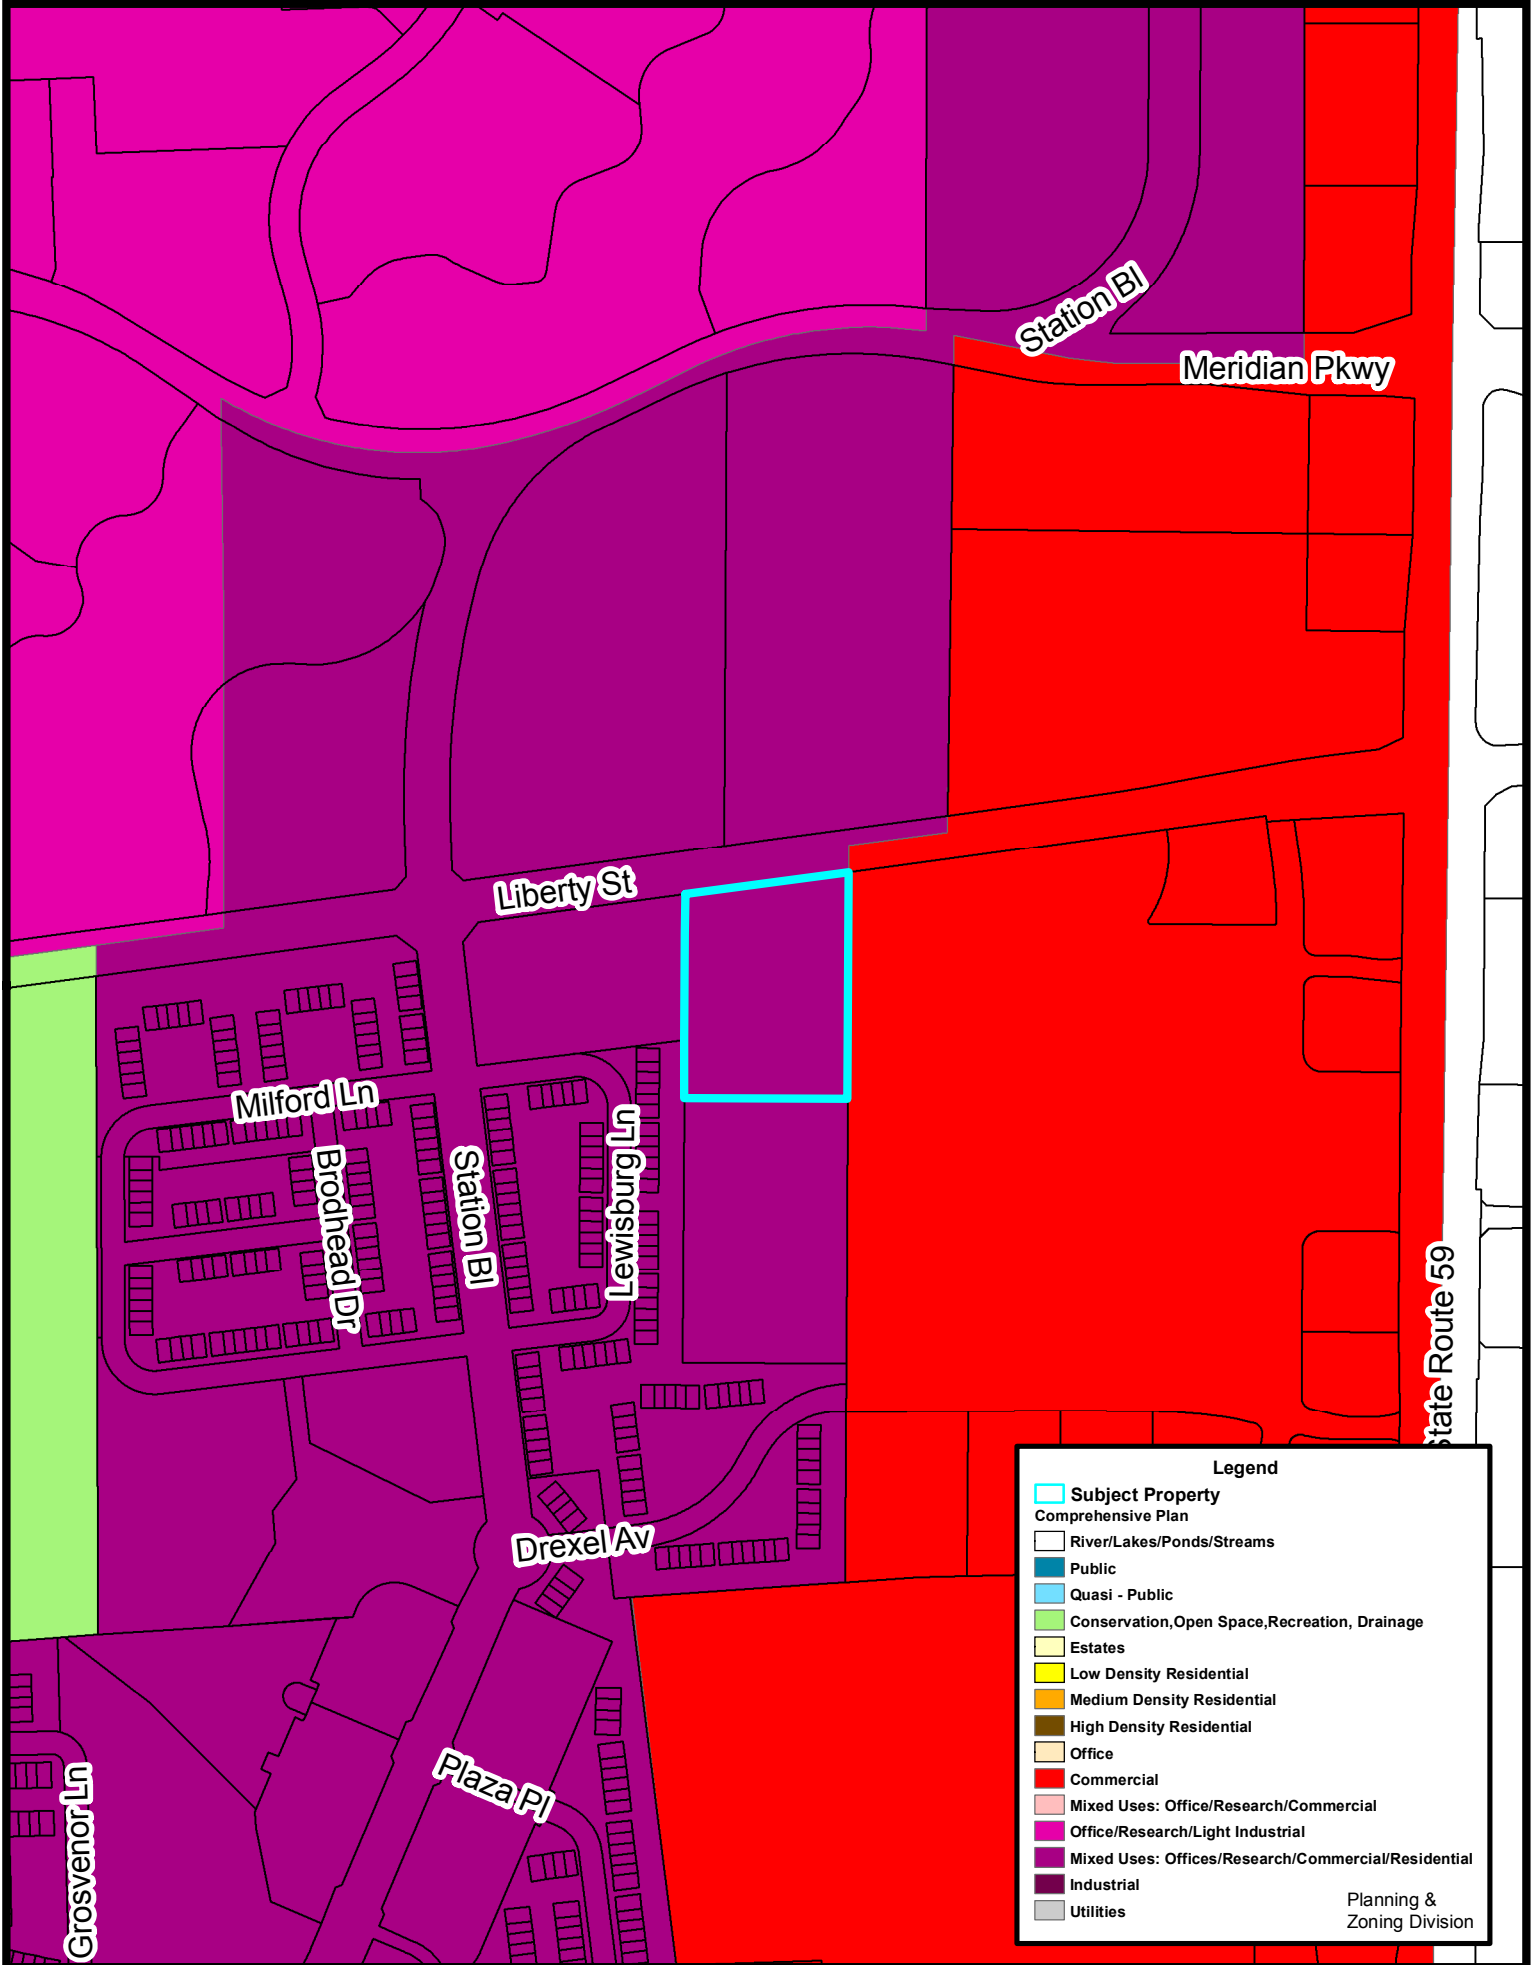 Station Bl
Meridian Pkwy
Liberty St
Milford Ln
Brodhead Dr
Station Bl
Lewisburg Ln
State Route 59
Drexel Av
Plaza Pl
Grosvenor Ln
Legend
Subject Property
Comprehensive Plan
River/Lakes/Ponds/Streams
Public
Quasi - Public
Conservation,Open Space,Recreation, Drainage
Estates
Low Density Residential
Medium Density Residential
High Density Residential
Office
Commercial
Mixed Uses: Office/Research/Commercial
Office/Research/Light Industrial
Mixed Uses: Offices/Research/Commercial/Residential
Industrial
Utilities
Planning &
Zoning Division